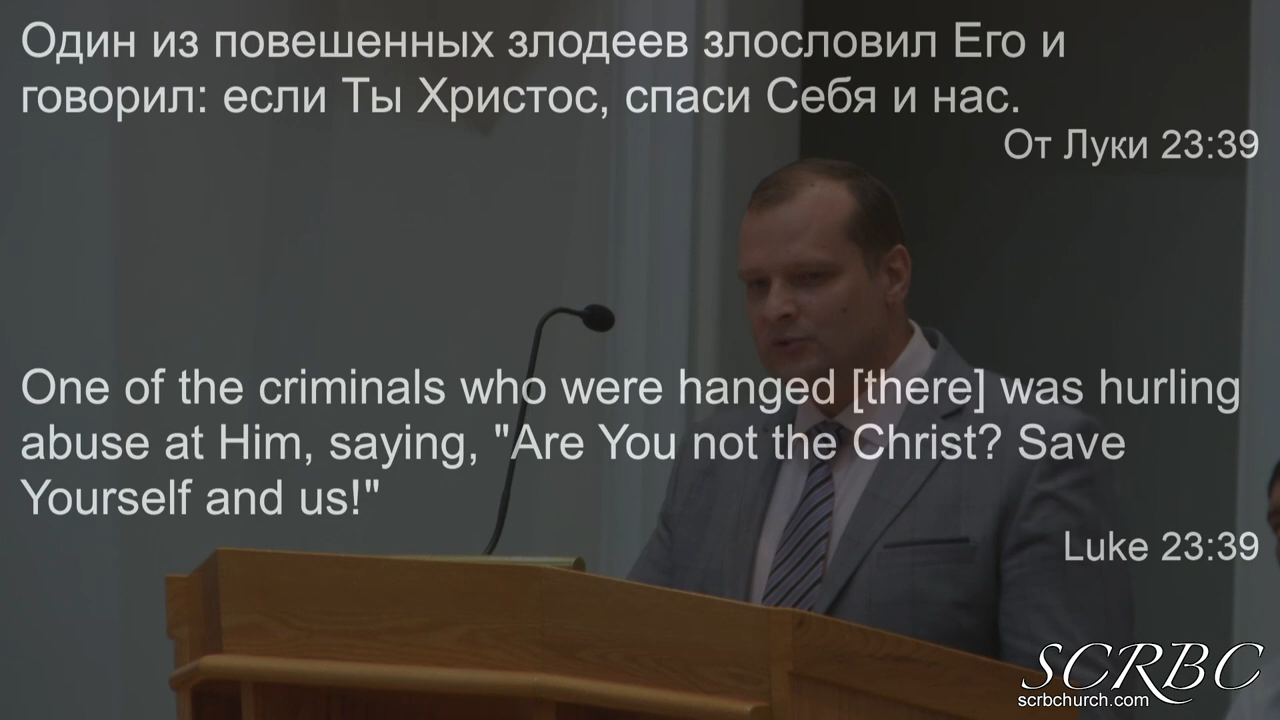 Один из повешенных злодеев злословил Его и
говорил: если Ты Христос, спаси Себя и нас.
От Луки 23:39
One of the criminals who were hanged [there] was hurling
abuse at Him, saying, "Are You not the Christ? Save
Yourself and us!"
Luke 23:39
SCRBC
scrbchurch.com